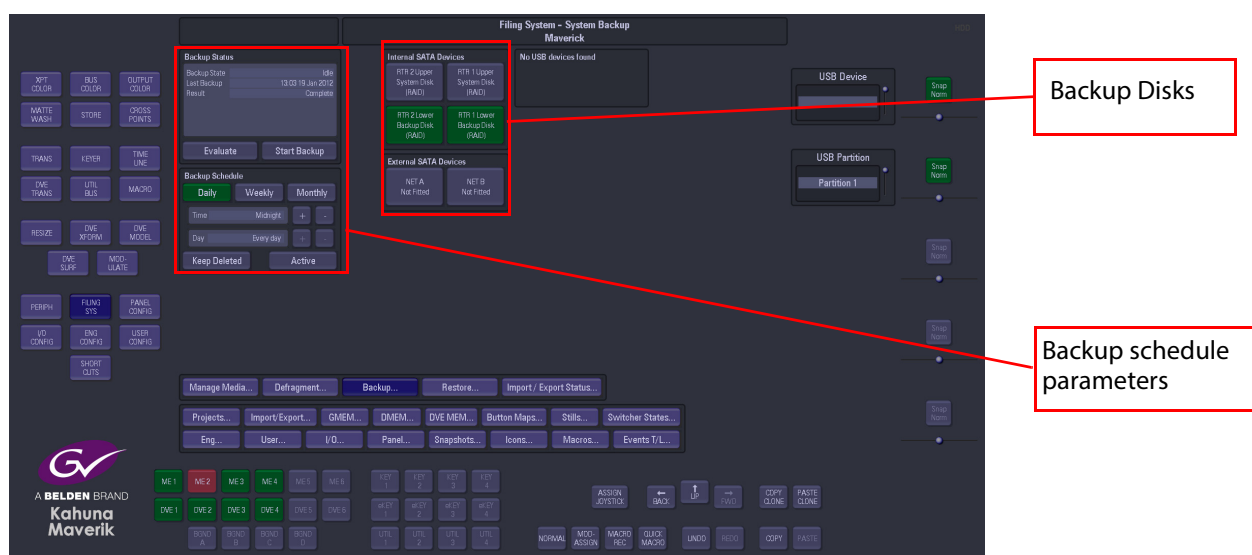 Filing System - System Backup
Maverick
HDD
Backup Status
Backup State Idle
Last Backup 13:03 19 Jan 2012
Result Complete
Evaluate Start Backup
Backup Schedule
Daily Weekly Monthly
Time Midnight + -
Day Every day + -
Keep Deleted Active
Internal SATA Devices
RTR 2 Upper
System Disk
(RAID)
RTR 1 Upper
System Disk
(RAID)
RTR 2 Lower
Backup Disk
(RAID)
RTR 1 Lower
Backup Disk
(RAID)
External SATA Devices
NET A
Not Fitted
NET B
Not Fitted
No USB devices found
USB Device
USB Partition
Partition 1
Snap
Norm
Snap
Norm
Snap
Norm
Snap
Norm
Snap
Norm
Backup Disks
Backup schedule
parameters
XPT
COLOR
BUS
COLOR
OUTPUT
COLOR
MATTE
WASH
STORE
CROSS
POINTS
TRANS
KEYER
TIME
LINE
DVE
TRANS
UTIL
BUS
MACRO
RESIZE
DVE
XFORM
DVE
MODEL
DVE
SURF
MOD-
ULATE
PERIPH
FILING
SYS
PANEL
CONFIG
I/O
CONFIG
ENG
CONFIG
USER
CONFIG
SHORT
CUTS
Manage Media... Defragment... Backup... Restore... Import / Export Status...
Projects... Import/Export... GMEM... DMEM... DVE MEM... Button Maps... Stills... Switcher States...
Eng... User... I/O... Panel... Snapshots... Icons... Macros... Events T/L...
GV
A BELDEN BRAND
Kahuna
Maverik
ME 1 ME 2 ME 3 ME 4 ME 5 ME 6
DVE 1 DVE 2 DVE 3 DVE 4 DVE 5 DVE 6
BGND
A
BGND
B
BGND
C
BGND
D
KEY
1
KEY
2
KEY
3
KEY
4
UTIL
1
UTIL
2
UTIL
3
UTIL
4
ASSIGN
JOYSTICK
BACK
UP
FWD
COPY
CLONE
PASTE
CLONE
NORMAL
MOD-
ASSIGN
MACRO
REC
QUICK
MACRO
UNDO
REDO
COPY
PASTE